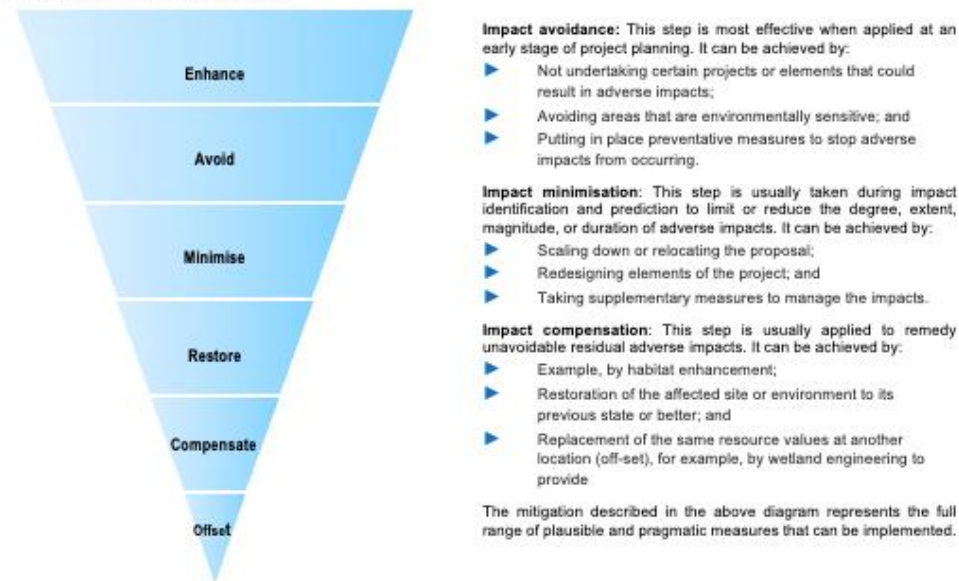 Enhance
Avoid
Minimise
Restore
Compensate
Offset
Impact avoidance: This step is most effective when applied at an
early stage of project planning. It can be achieved by:
Not undertaking certain projects or elements that could
result in adverse impacts;
Avoiding areas that are environmentally sensitive; and
Putting in place preventative measures to stop adverse
impacts from occurring.
Impact minimisation: This step is usually taken during impact
identification and prediction to limit or reduce the degree, extent,
magnitude, or duration of adverse impacts. It can be achieved by:
Scaling down or relocating the proposal;
Redesigning elements of the project; and
Taking supplementary measures to manage the impacts.
Impact compensation: This step is usually applied to remedy
unavoidable residual adverse impacts. It can be achieved by:
Example, by habitat enhancement;
Restoration of the affected site or environment to its
previous state or better; and
Replacement of the same resource values at another
location (off-set), for example, by wetland engineering to
provide
The mitigation described in the above diagram represents the full
range of plausible and pragmatic measures that can be implemented.